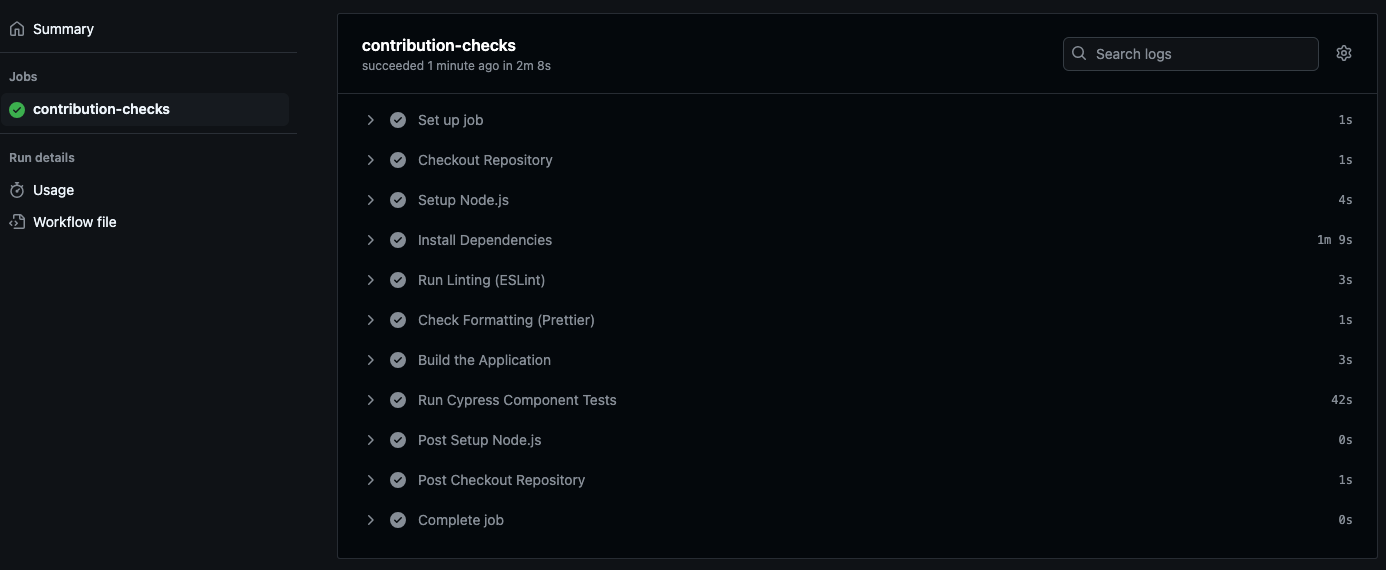 Summary
Jobs
contribution-checks
Run details
Usage
Workflow file
contribution-checks
succeeded 1 minute ago in 2m 8s
Search logs
Set up job 1s
Checkout Repository 1s
Setup Node.js 4s
Install Dependencies 1m 9s
Run Linting (ESLint) 3s
Check Formatting (Prettier) 1s
Build the Application 3s
Run Cypress Component Tests 42s
Post Setup Node.js 0s
Post Checkout Repository 1s
Complete job 0s